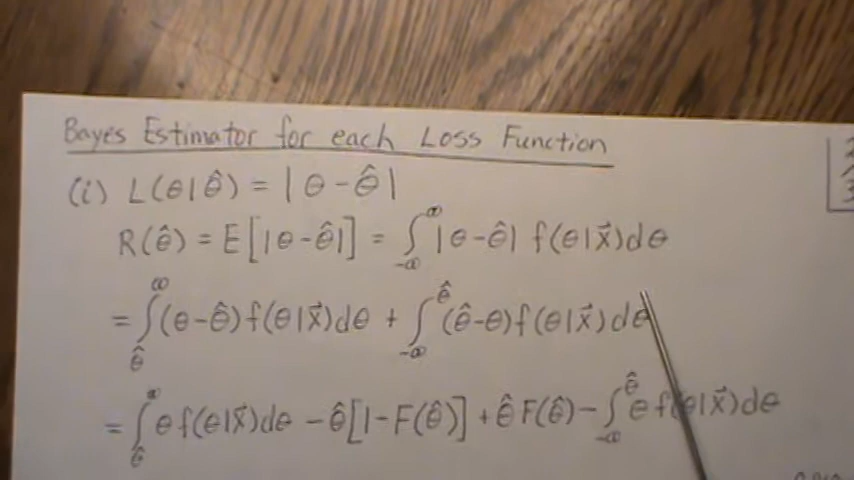 Bayes Estimator for each Loss Function
(i) L(θ|θ̂) = |θ - θ̂|
R(θ̂) = E[|θ - θ̂|] = ∫_{-∞}^{∞} |θ - θ̂| f(θ|x⃗)dθ
= ∫_{θ̂}^{∞} (θ - θ̂) f(θ|x⃗)dθ + ∫_{-∞}^{θ̂} (θ̂ - θ) f(θ|x⃗)dθ
= ∫_{θ̂}^{∞} θ f(θ|x⃗)dθ - θ̂[1 - F(θ̂)] + θ̂ F(θ̂) - ∫_{-∞}^{θ̂} θ f(θ|x⃗)dθ